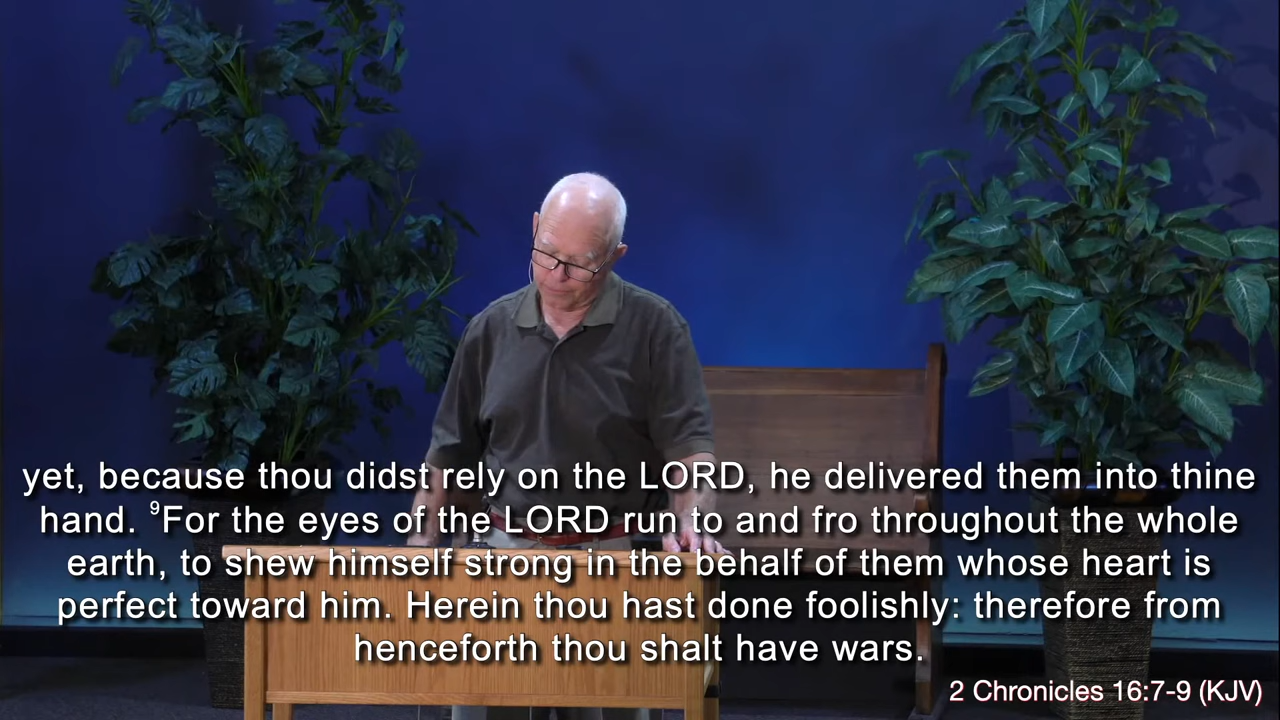 yet, because thou didst rely on the LORD, he delivered them into thine
hand. ⁹For the eyes of the LORD run to and fro throughout the whole
earth, to shew himself strong in the behalf of them whose heart is
perfect toward him. Herein thou hast done foolishly: therefore from
henceforth thou shalt have wars.
2 Chronicles 16:7-9 (KJV)